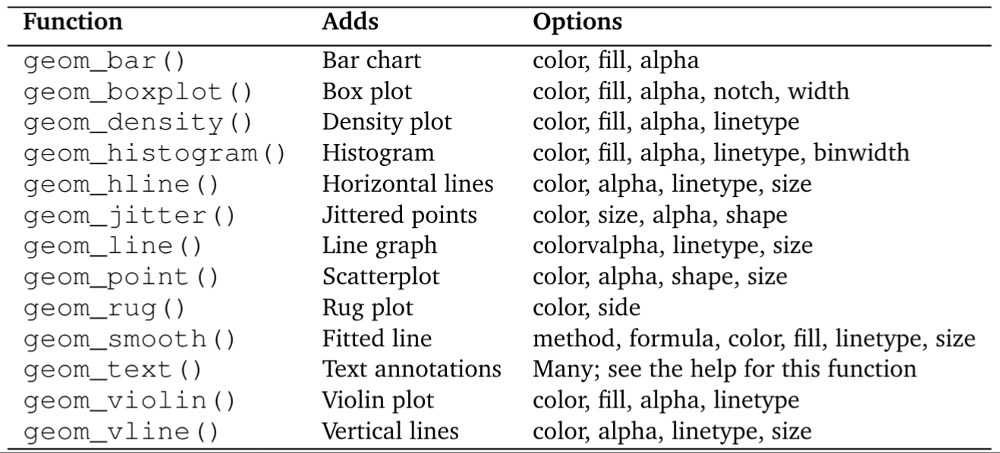 Function Adds Options
geom_bar() Bar chart color, fill, alpha
geom_boxplot() Box plot color, fill, alpha, notch, width
geom_density() Density plot color, fill, alpha, linetype
geom_histogram() Histogram color, fill, alpha, linetype, binwidth
geom_hline() Horizontal lines color, alpha, linetype, size
geom_jitter() Jittered points color, size, alpha, shape
geom_line() Line graph colorvalpha, linetype, size
geom_point() Scatterplot color, alpha, shape, size
geom_rug() Rug plot color, side
geom_smooth() Fitted line method, formula, color, fill, linetype, size
geom_text() Text annotations Many; see the help for this function
geom_violin() Violin plot color, fill, alpha, linetype
geom_vline() Vertical lines color, alpha, linetype, size